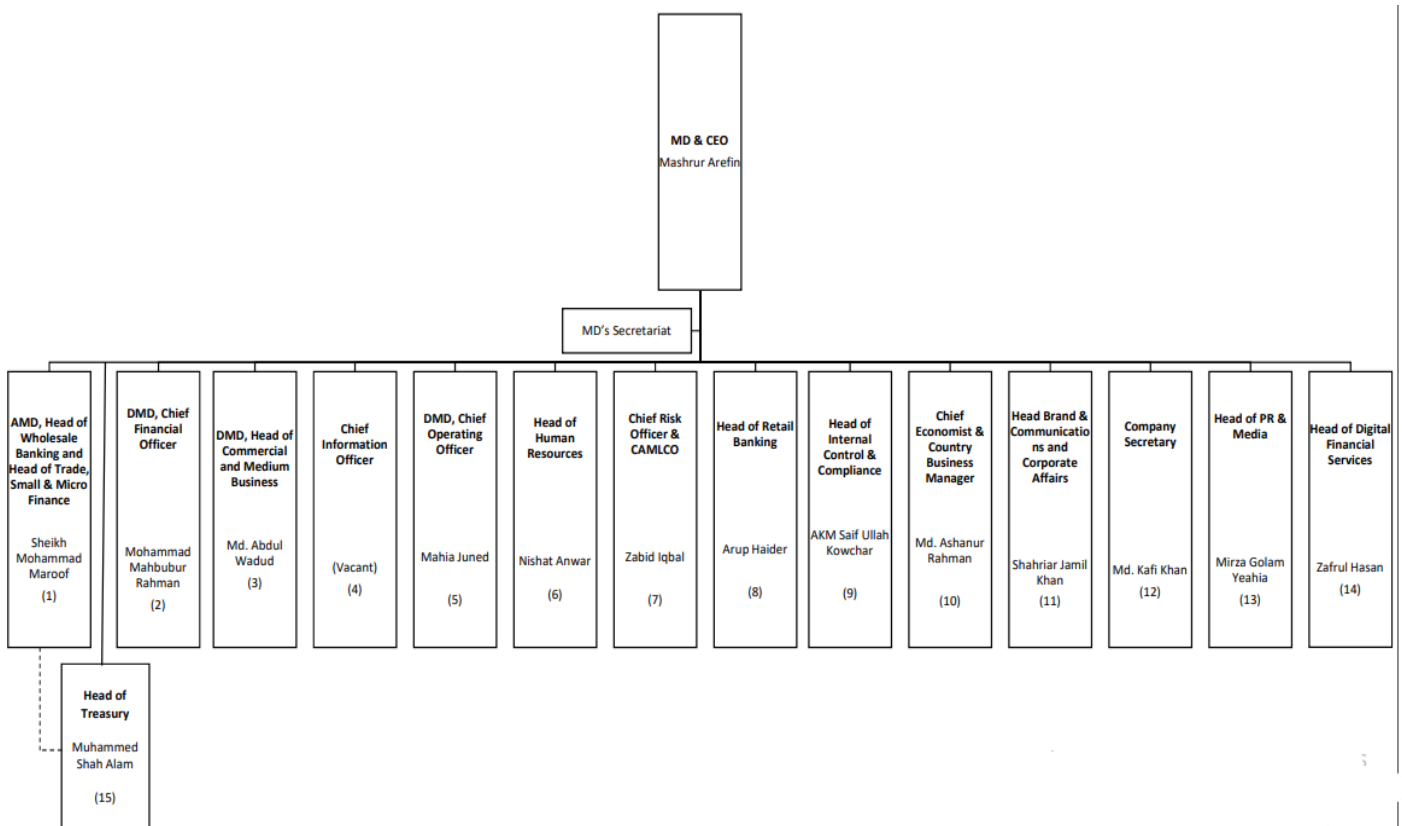 MD & CEO
Mashrur Arefin
MD's Secretariat
AMD, Head of
Wholesale
Banking and
Head of Trade,
Small & Micro
Finance
Sheikh
Mohammad
Maroof
(1)
DMD, Chief
Financial
Officer
Mohammad
Mahbubur
Rahman
(2)
DMD, Head of
Commercial
and Medium
Business
Md. Abdul
Wadud
(3)
Chief
Information
Officer
(Vacant)
(4)
DMD, Chief
Operating
Officer
Mahia Juned
(5)
Head of
Human
Resources
Nishat Anwar
(6)
Chief Risk
Officer &
CAMLCO
Zabid Iqbal
(7)
Head of Retail
Banking
Arup Haider
(8)
Head of
Internal
Control &
Compliance
AKM Saif Ullah
Kowchar
(9)
Chief
Economist &
Country
Business
Manager
Md. Ashanur
Rahman
(10)
Head Brand &
Communicatio
ns and
Corporate
Affairs
Shahriar Jamil
Khan
(11)
Company
Secretary
Md. Kafi Khan
(12)
Head of PR &
Media
Mirza Golam
Yeahia
(13)
Head of Digital
Financial
Services
Zafrul Hasan
(14)
Head of
Treasury
Muhammed
Shah Alam
(15)